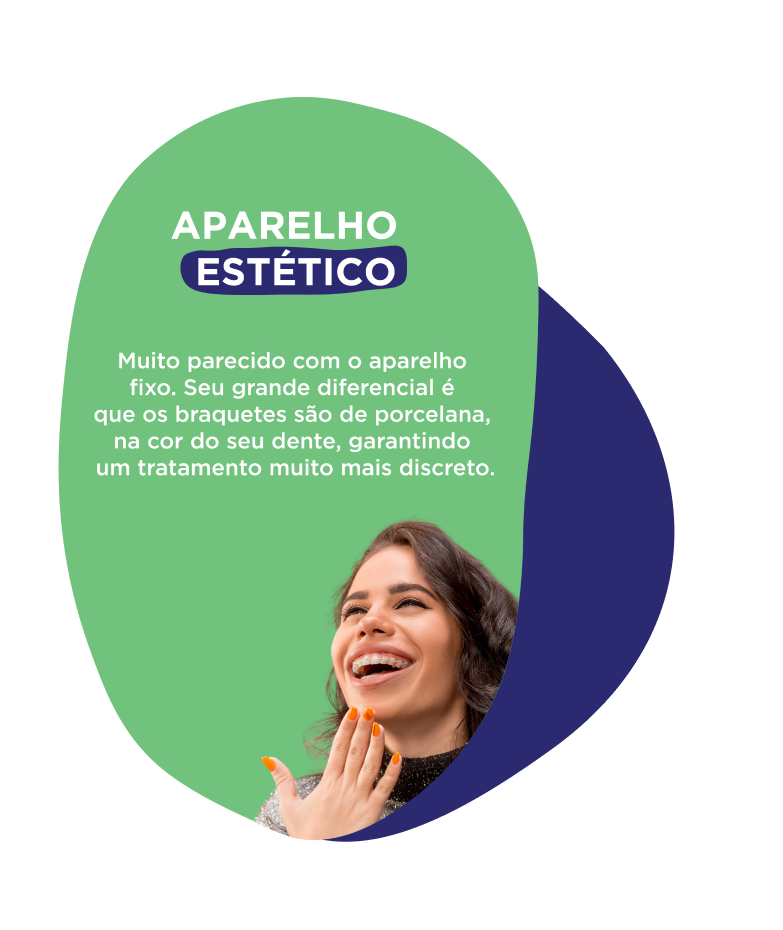 APARELHO
ESTÉTICO
Muito parecido com o aparelho
fixo. Seu grande diferencial é
que os braquetes são de porcelana,
na cor do seu dente, garantindo
um tratamento muito mais discreto.